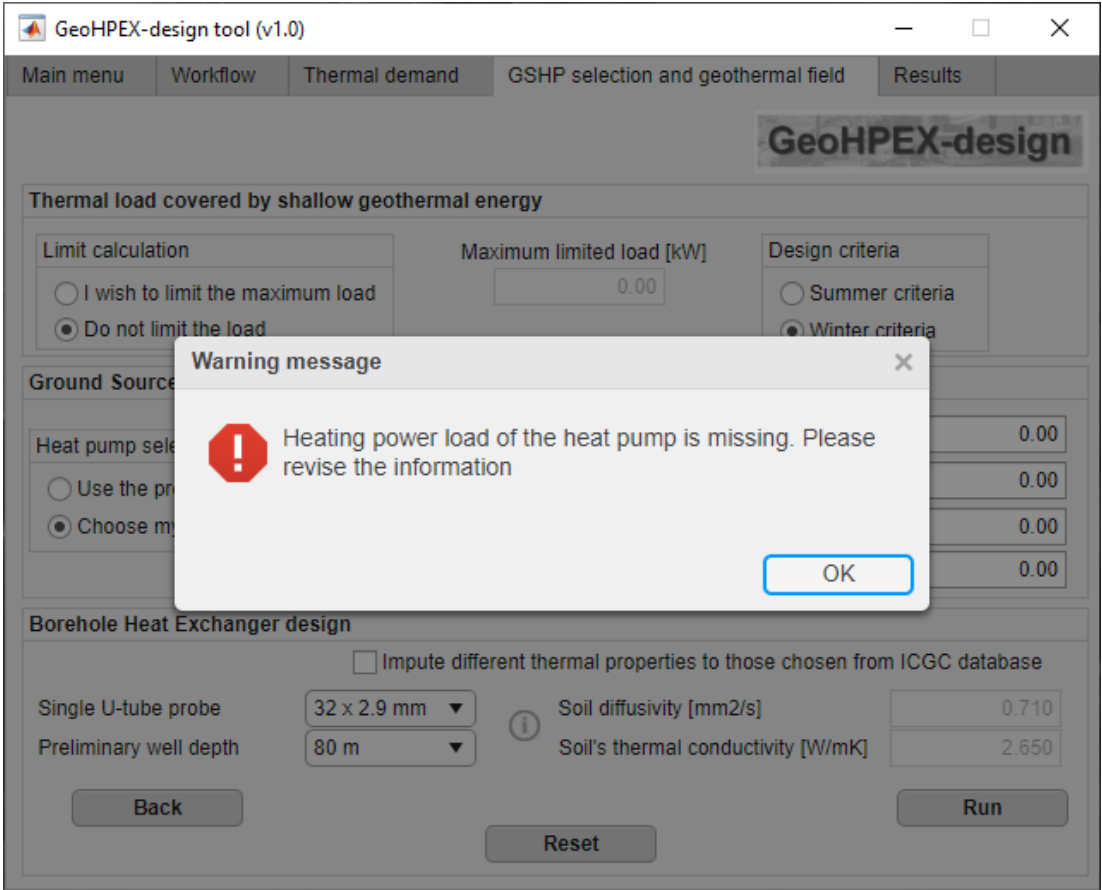 GeoHPEX-design tool (v1.0)
Main menu Workflow Thermal demand GSHP selection and geothermal field Results
GeoHPEX-design
Thermal load covered by shallow geothermal energy
Limit calculation
I wish to limit the maximum load
Do not limit the load
Maximum limited load [kW]
0.00
Design criteria
Summer criteria
Winter criteria
Ground Source
Heat pump
Use the
Choose
0.00
0.00
0.00
0.00
Warning message
Heating power load of the heat pump is missing. Please
revise the information
OK
Borehole Heat Exchanger design
Impute different thermal properties to those chosen from ICGC database
Single U-tube probe 32 x 2.9 mm
Preliminary well depth 80 m
Soil diffusivity [mm2/s] 0.710
Soil's thermal conductivity [W/mK] 2.650
Back
Reset
Run